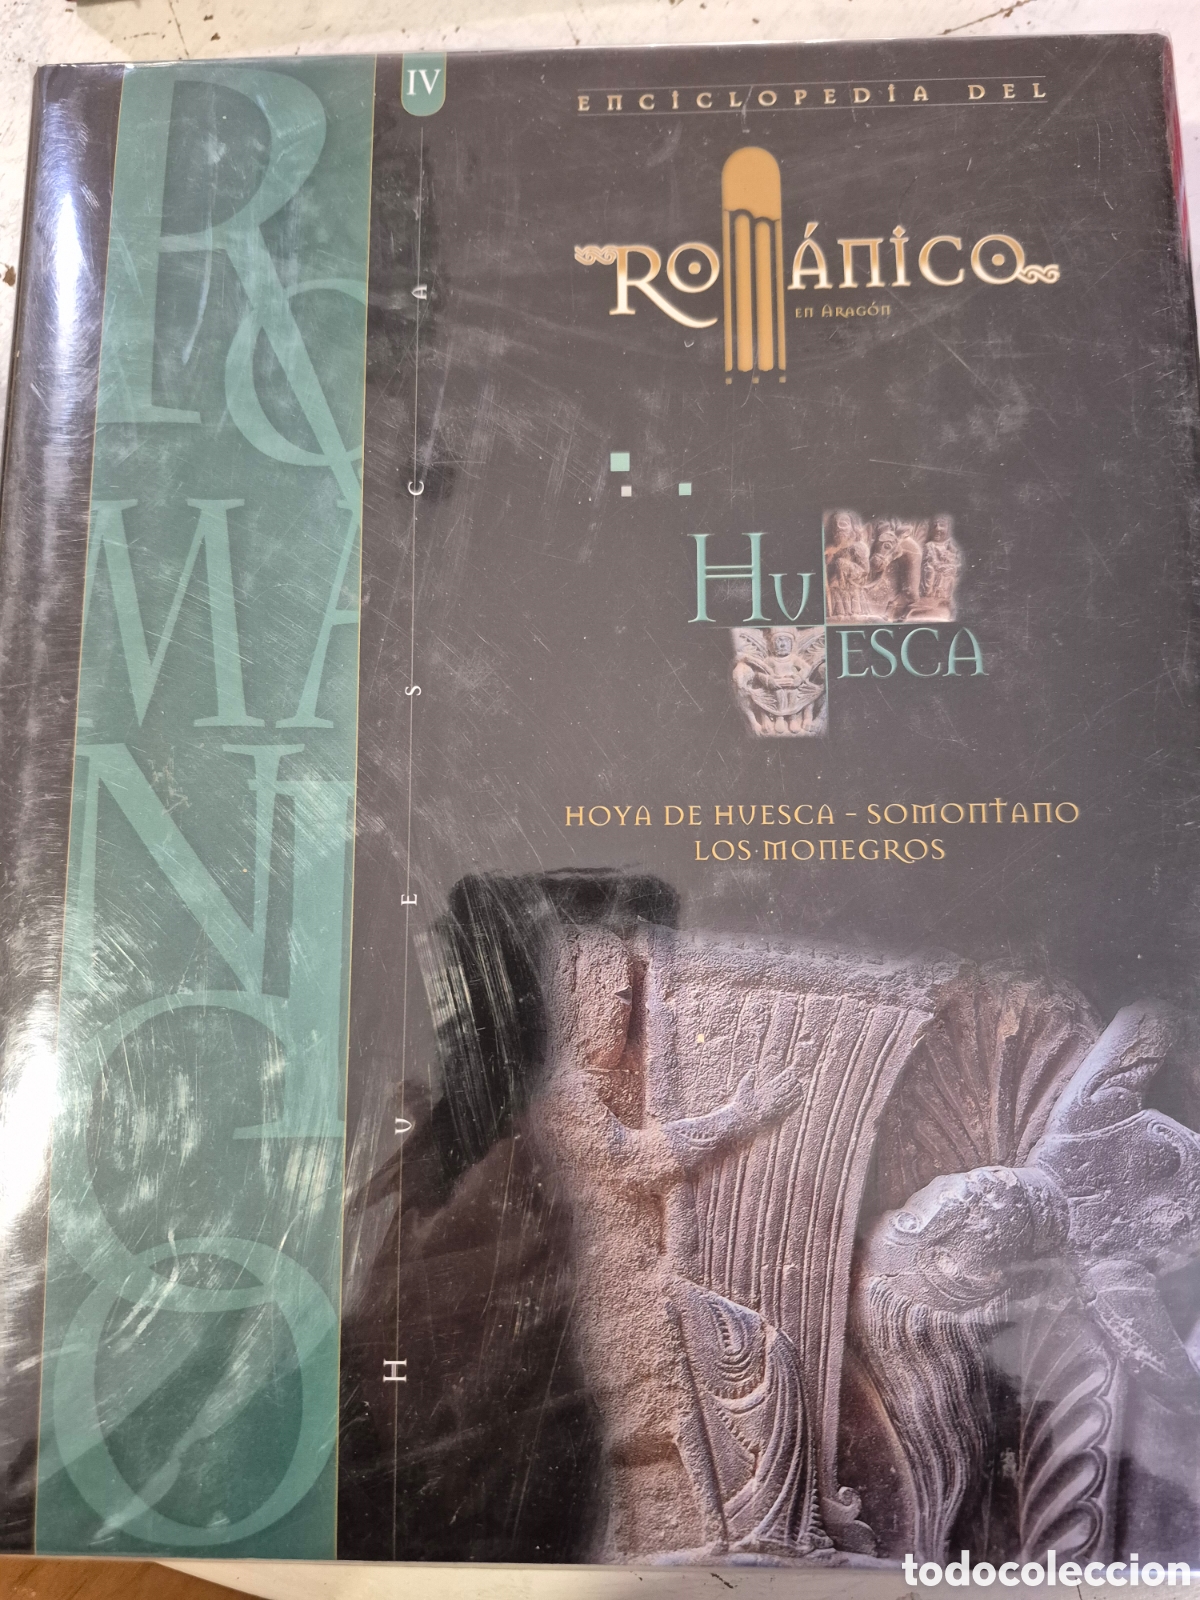 IV
ENCICLOPEDIA DEL
ROMÁNICO
EN ARAGÓN
ROMÁNICO
HUESCA
HUESCA
HOYA DE HUESCA - SOMONTANO
LOS MONEGROS
todocoleccion